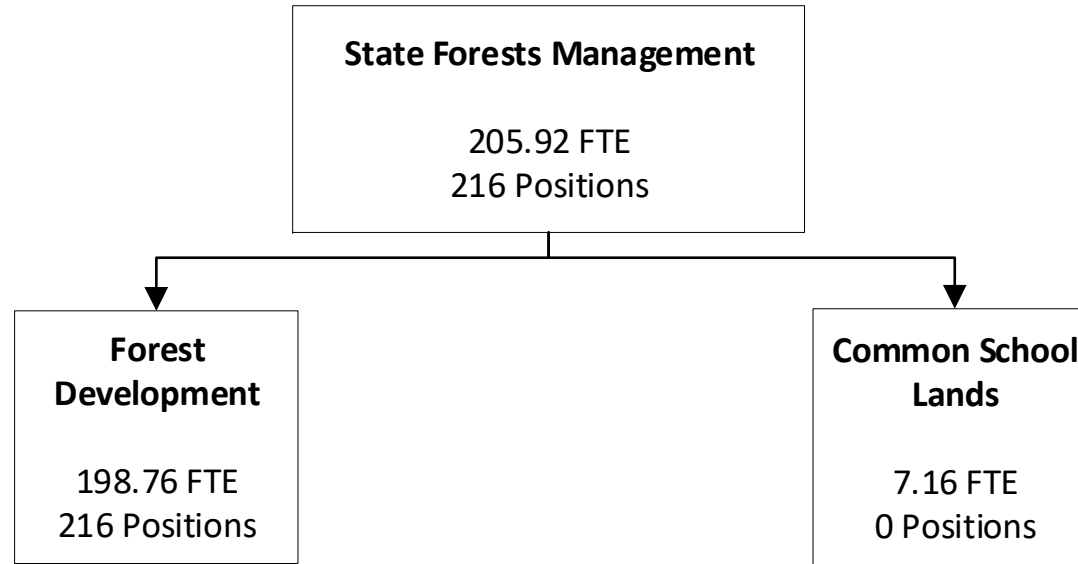 State Forests Management
205.92 FTE
216 Positions
Forest
Development
198.76 FTE
216 Positions
Common School
Lands
7.16 FTE
0 Positions